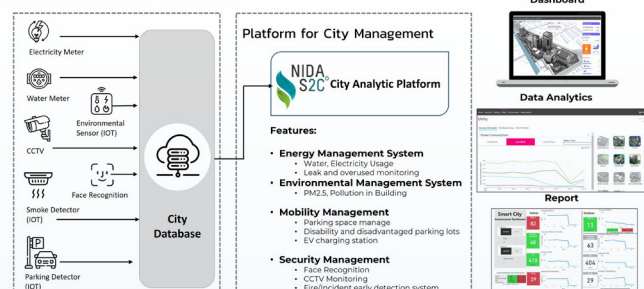 Dashboard
Electricity Meter
Water Meter
Environmental
Sensor (IOT)
CCTV
Face Recognition
Smoke Detector
(IOT)
Parking Detector
(IOT)
City
Database
Platform for City Management
NIDA
S2C City Analytic Platform
Features:
• Energy Management System
• Water, Electricity Usage
• Leak and overused monitoring
• Environmental Management System
• PM2.5, Pollution in Building
• Mobility Management
• Parking space manage
• Disability and disadvantaged parking lots
• EV charging station
• Security Management
• Face Recognition
• CCTV Monitoring
• Fire/Incident early detection system
Data Analytics
Utility
Power Consumption
Report
Smart City
82
11
48
63
413
404
29
29